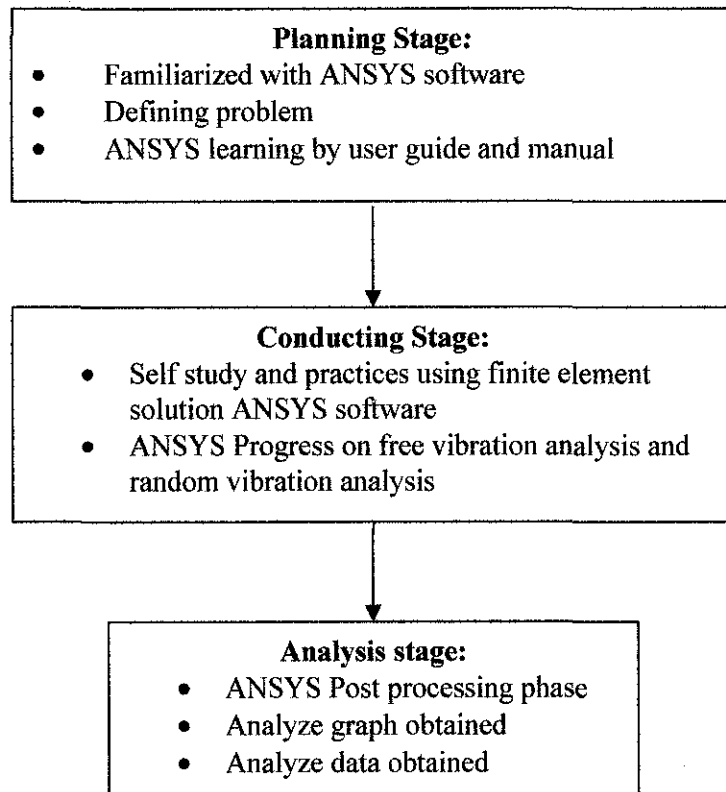 Planning Stage:
• Familiarized with ANSYS software
• Defining problem
• ANSYS learning by user guide and manual
Conducting Stage:
• Self study and practices using finite element
solution ANSYS software
• ANSYS Progress on free vibration analysis and
random vibration analysis
Analysis stage:
• ANSYS Post processing phase
• Analyze graph obtained
• Analyze data obtained